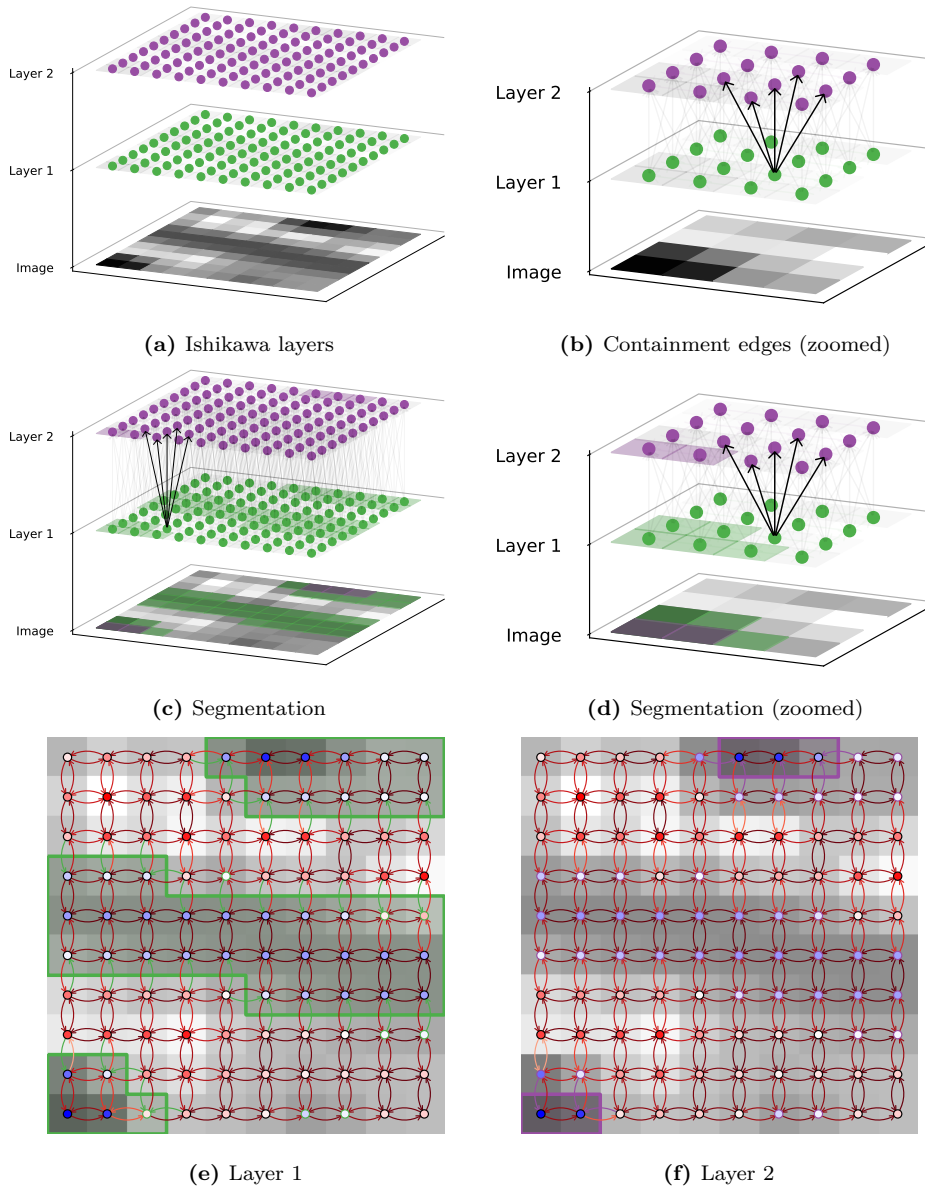 Layer 2
Layer 1
Image
(a) Ishikawa layers
Layer 2
Layer 1
Image
(b) Containment edges (zoomed)
Layer 2
Layer 1
Image
(c) Segmentation
Layer 2
Layer 1
Image
(d) Segmentation (zoomed)
(e) Layer 1
(f) Layer 2